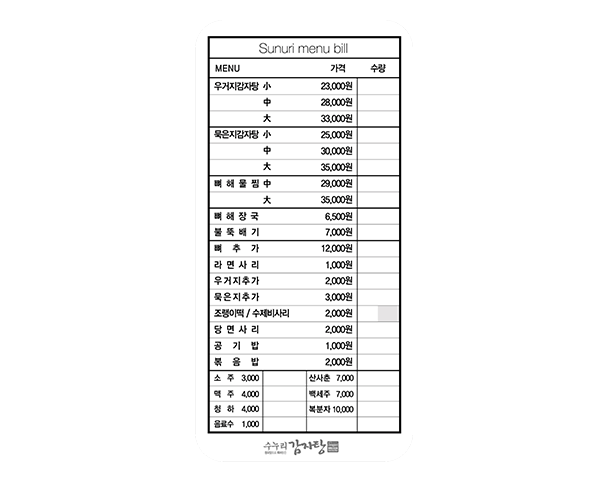 Sunuri menu bill
MENU 가격 수량
우거지감자탕 小 23,000원
中 28,000원
大 33,000원
묵은지감자탕 小 25,000원
中 30,000원
大 35,000원
뼈해물찜 中 29,000원
大 35,000원
뼈해장국 6,500원
불뚝배기 7,000원
뼈추가 12,000원
라면사리 1,000원
우거지추가 2,000원
묵은지추가 3,000원
조랭이떡 / 수제비사리 2,000원
당면사리 2,000원
공기밥 1,000원
볶음밥 2,000원
소주 3,000 산사춘 7,000
맥주 4,000 백세주 7,000
청하 4,000 복분자 10,000
음료수 1,000
수누리 감자탕